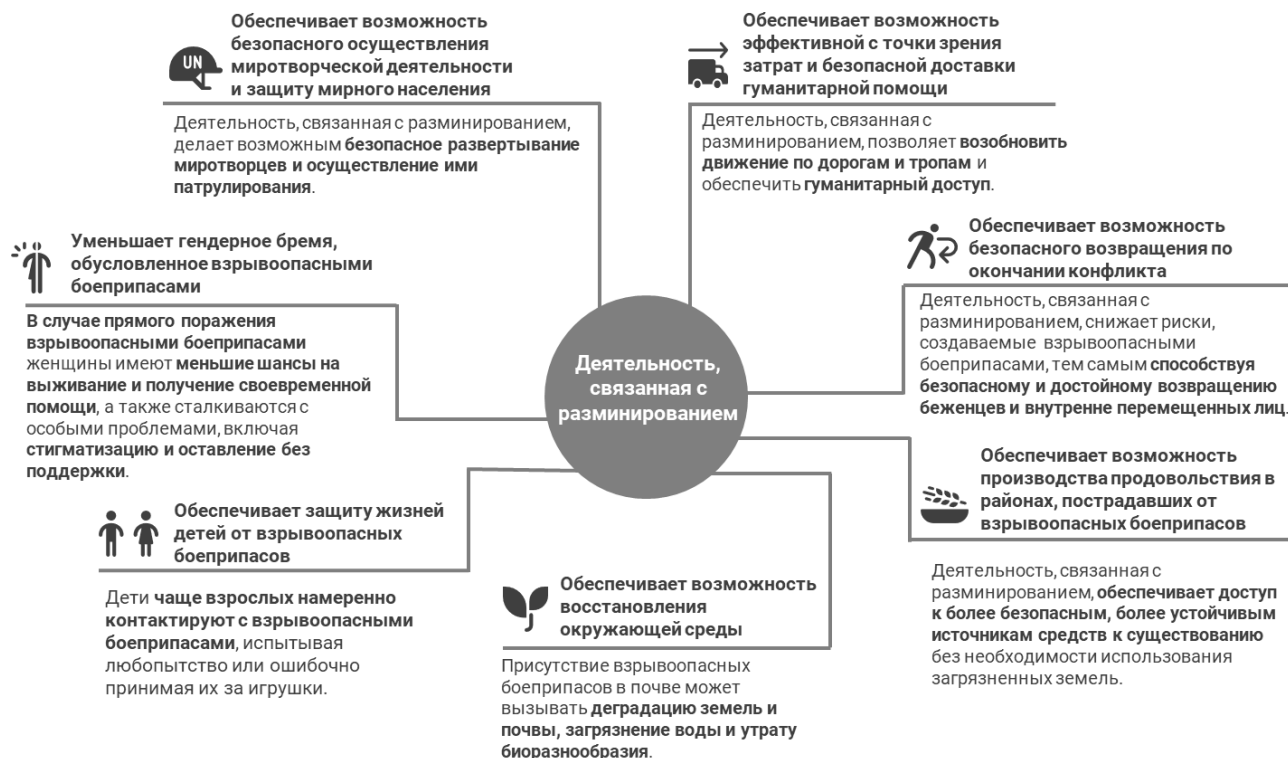 Обеспечивает возможность
безопасного осуществления
миротворческой деятельности
и защиту мирного населения
UN
Деятельность, связанная с разминированием,
делает возможным безопасное развертывание
миротворцев и осуществление ими
патрулирования.
Обеспечивает возможность
эффективной с точки зрения
затрат и безопасной доставки
гуманитарной помощи
Деятельность, связанная с
разминированием, позволяет возобновить
движение по дорогам и тропам и
обеспечить гуманитарный доступ.
Уменьшает гендерное бремя,
обусловленное взрывоопасными
боеприпасами
В случае прямого поражения
взрывоопасными боеприпасами
женщины имеют меньшие шансы на
выживание и получение своевременной
помощи, а также сталкиваются с
особыми проблемами, включая
стигматизацию и оставление без
поддержки.
Обеспечивает возможность
безопасного возвращения по
окончании конфликта
Деятельность, связанная с
разминированием, снижает риски,
создаваемые взрывоопасными
боеприпасами, тем самым способствуя
безопасному и достойному возвращению
беженцев и внутренне перемещенных лиц.
Деятельность,
связанная с
разминированием
Обеспечивает защиту жизней
детей от взрывоопасных
боеприпасов
Дети чаще взрослых намеренно
контактируют с взрывоопасными
боеприпасами, испытывая
любопытство или ошибочно
принимая их за игрушки.
Обеспечивает возможность
восстановления
окружающей среды
Присутствие взрывоопасных
боеприпасов в почве может
вызывать деградацию земель и
почвы, загрязнение воды и утрату
биоразнообразия.
Обеспечивает возможность
производства продовольствия в
районах, пострадавших от
взрывоопасных боеприпасов
Деятельность, связанная с
разминированием, обеспечивает доступ
к более безопасным, более устойчивым
источникам средств к существованию
без необходимости использования
загрязненных земель.